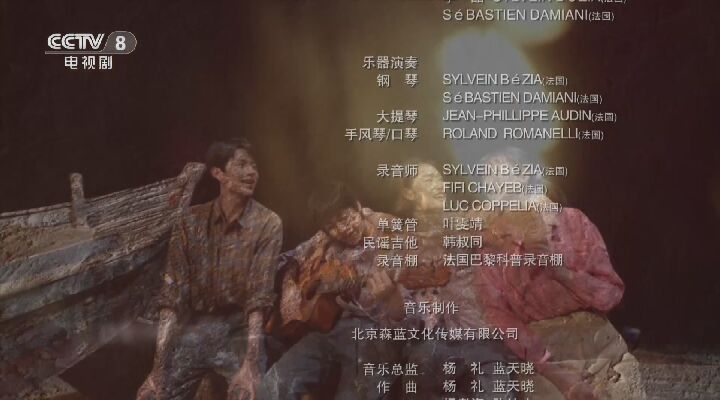 SéBASTIEN DAMIANI(法国)
CCTV 8
电视剧
乐器演奏
钢 琴 SYLVEIN BéZIA(法国)
SéBASTIEN DAMIANI(法国)
大提琴 JEAN-PHILLIPPE AUDIN(法国)
手风琴/口琴 ROLAND ROMANELLI(法国)
录音师 SYLVEIN BéZIA(法国)
FIFI CHAYEB(法国)
LUC COPPELIA(法国)
单簧管 叶斐靖
民谣吉他 韩叔同
录音棚 法国巴黎科普录音棚
音乐制作
北京森蓝文化传媒有限公司
音乐总监 杨 礼 蓝天晓
作 曲 杨 礼 蓝天晓